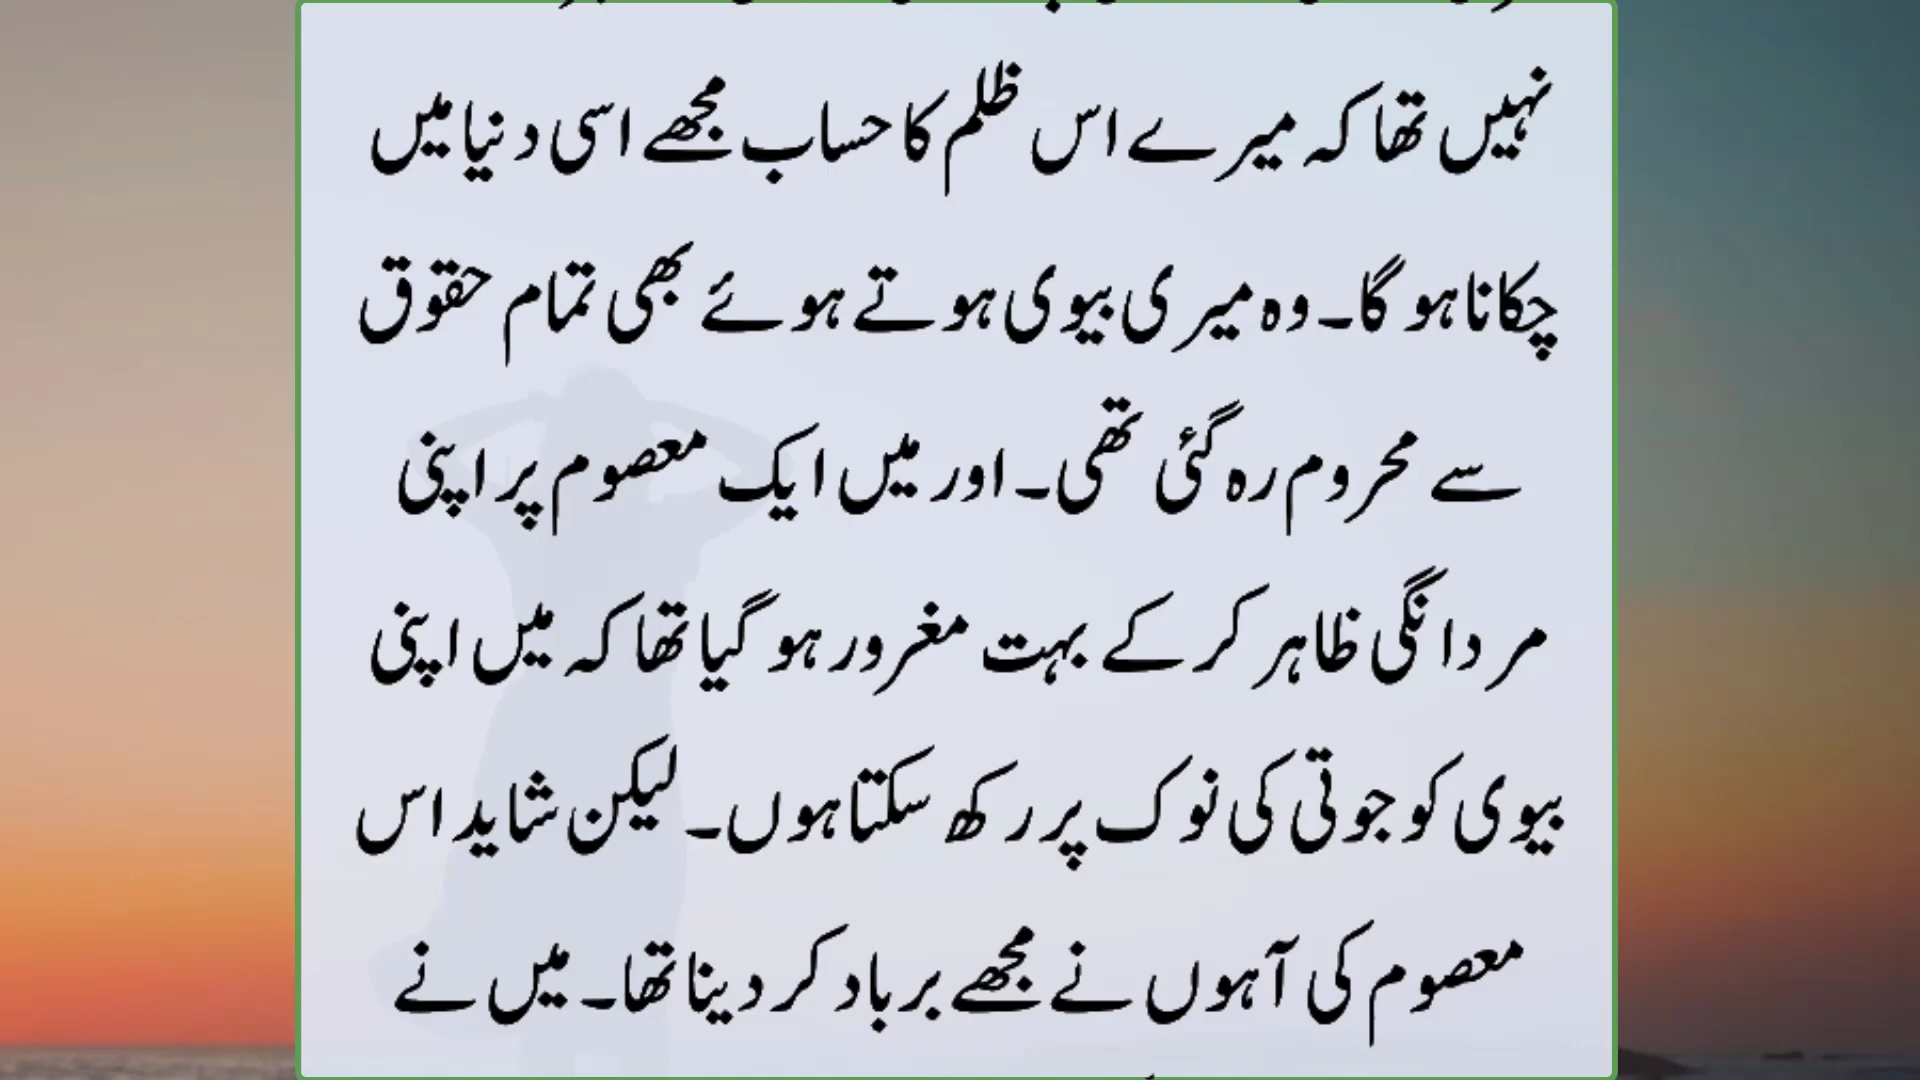 نہیں تھا کہ میرے اس ظلم کا حساب مجھے اسی دنیا میں
چکانا ہو گا۔ وہ میری بیوی ہوتے ہوئے بھی تمام حقوق
سے محروم رہ گئی تھی۔ اور میں ایک معصوم پر اپنی
مردانگی ظاہر کر کے بہت مغرور ہو گیا تھا کہ میں اپنی
بیوی کو جوتی کی نوک پر رکھ سکتا ہوں۔ لیکن شاید اس
معصوم کی آہوں نے مجھے برباد کر دینا تھا۔ میں نے